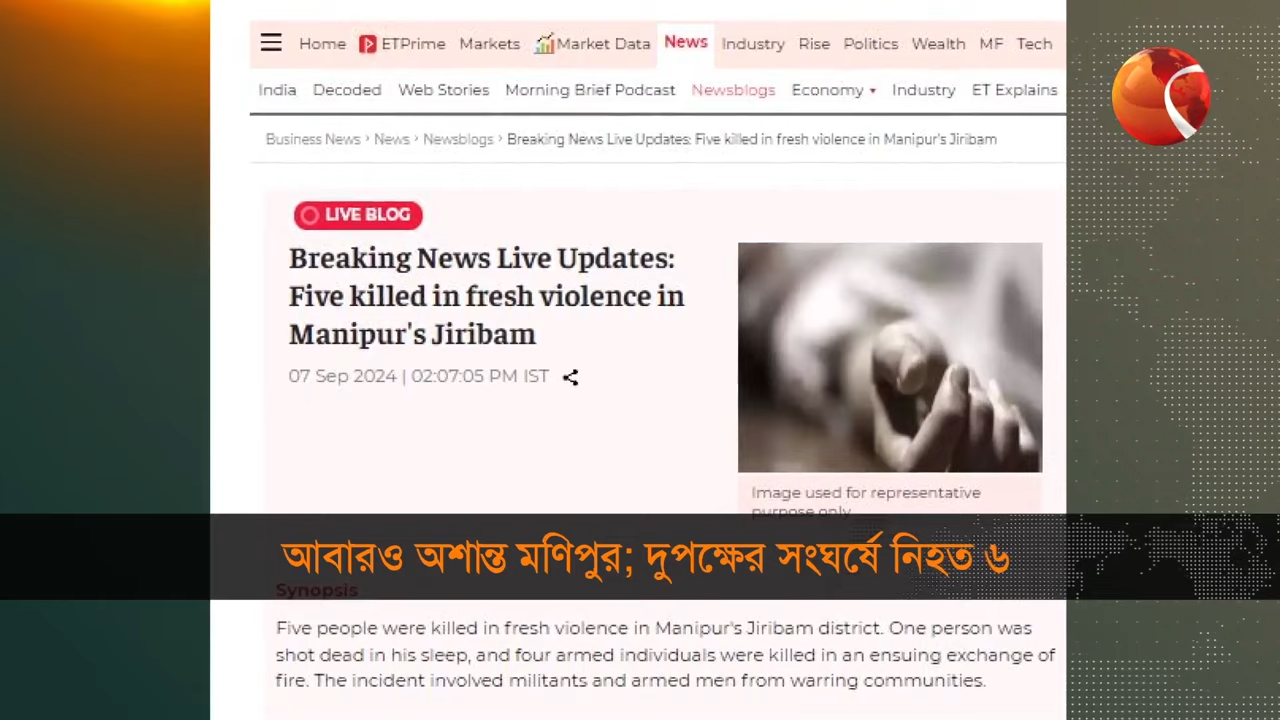 Home ETPrime Markets Market Data News Industry Rise Politics Wealth MF Tech
India Decoded Web Stories Morning Brief Podcast Newsblogs Economy Industry ET Explains
Business News › News › Newsblogs › Breaking News Live Updates: Five killed in fresh violence in Manipur's Jiribam
LIVE BLOG
Breaking News Live Updates:
Five killed in fresh violence in
Manipur's Jiribam
07 Sep 2024 | 02:07:05 PM IST
Image used for representative
purpose only
আবারও অশান্ত মণিপুর; দুপক্ষের সংঘর্ষে নিহত ৬
Synopsis
Five people were killed in fresh violence in Manipur's Jiribam district. One person was
shot dead in his sleep, and four armed individuals were killed in an ensuing exchange of
fire. The incident involved militants and armed men from warring communities.